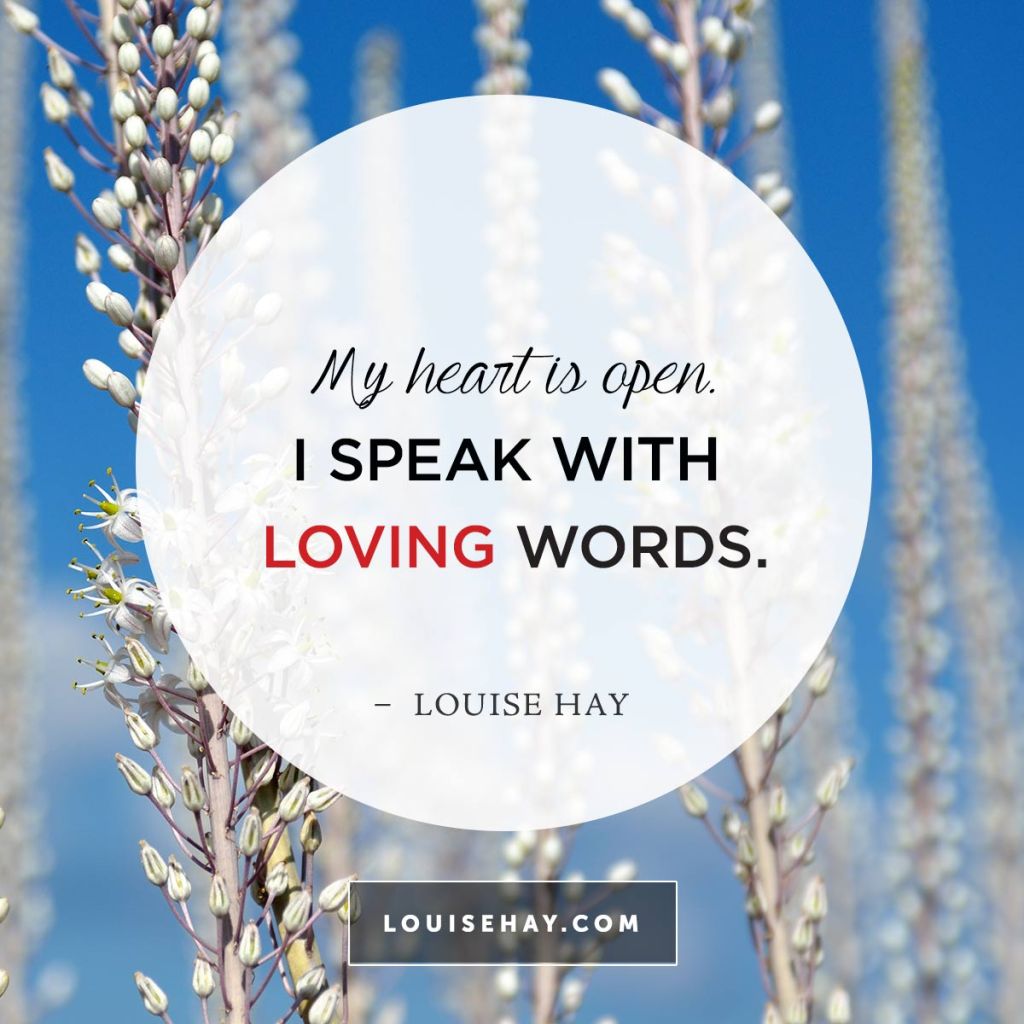 My heart is open.
I SPEAK WITH
LOVING WORDS.
– LOUISE HAY
LOUISEHAY.COM